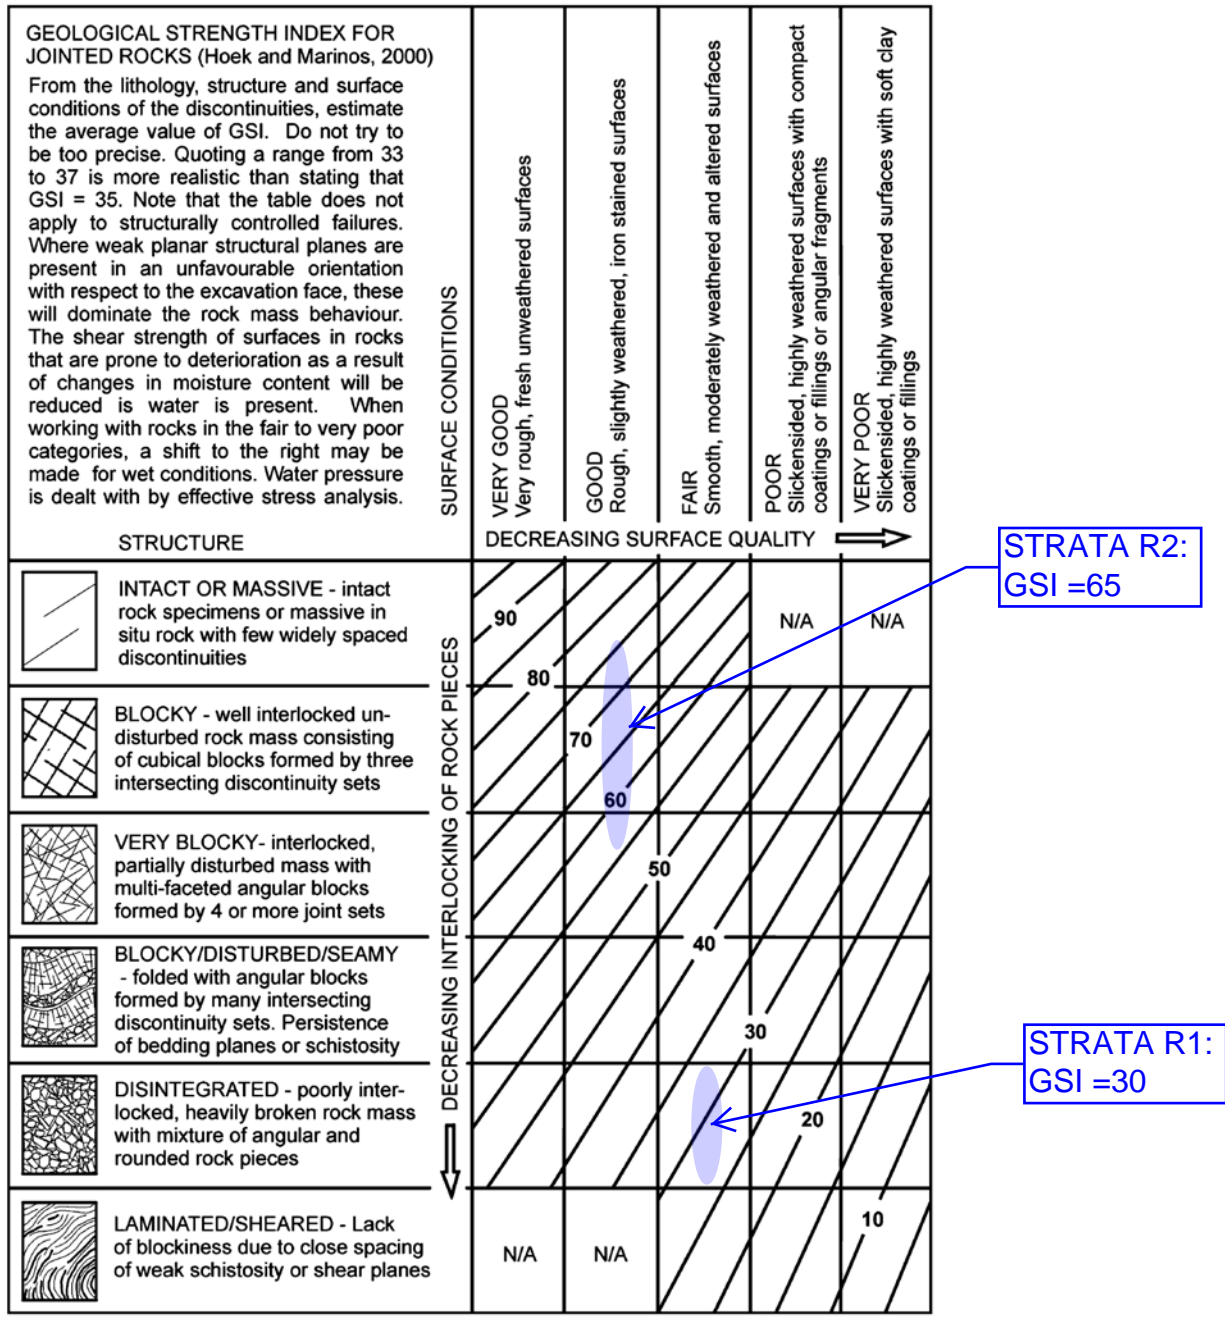 GEOLOGICAL STRENGTH INDEX FOR
JOINTED ROCKS (Hoek and Marinos, 2000)
From the lithology, structure and surface
conditions of the discontinuities, estimate
the average value of GSI. Do not try to
be too precise. Quoting a range from 33
to 37 is more realistic than stating that
GSI = 35. Note that the table does not
apply to structurally controlled failures.
Where weak planar structural planes are
present in an unfavourable orientation
with respect to the excavation face, these
will dominate the rock mass behaviour.
The shear strength of surfaces in rocks
that are prone to deterioration as a result
of changes in moisture content will be
reduced is water is present. When
working with rocks in the fair to very poor
categories, a shift to the right may be
made for wet conditions. Water pressure
is dealt with by effective stress analysis.
STRUCTURE
SURFACE CONDITIONS
VERY GOOD
Very rough, fresh unweathered surfaces
GOOD
Rough, slightly weathered, iron stained surfaces
FAIR
Smooth, moderately weathered and altered surfaces
POOR
Slickensided, highly weathered surfaces with compact
coatings or fillings or angular fragments
VERY POOR
Slickensided, highly weathered surfaces with soft clay
coatings or fillings
DECREASING SURFACE QUALITY
STRATA R2:
GSI =65
INTACT OR MASSIVE - intact
rock specimens or massive in
situ rock with few widely spaced
discontinuities
DECREASING INTERLOCKING OF ROCK PIECES
90
N/A
N/A
80
BLOCKY - well interlocked un-
disturbed rock mass consisting
of cubical blocks formed by three
intersecting discontinuity sets
70
60
VERY BLOCKY- interlocked,
partially disturbed mass with
multi-faceted angular blocks
formed by 4 or more joint sets
50
40
BLOCKY/DISTURBED/SEAMY
- folded with angular blocks
formed by many intersecting
discontinuity sets. Persistence
of bedding planes or schistosity
30
STRATA R1:
GSI =30
DISINTEGRATED - poorly inter-
locked, heavily broken rock mass
with mixture of angular and
rounded rock pieces
20
LAMINATED/SHEARED - Lack
of blockiness due to close spacing
of weak schistosity or shear planes
N/A
N/A
10